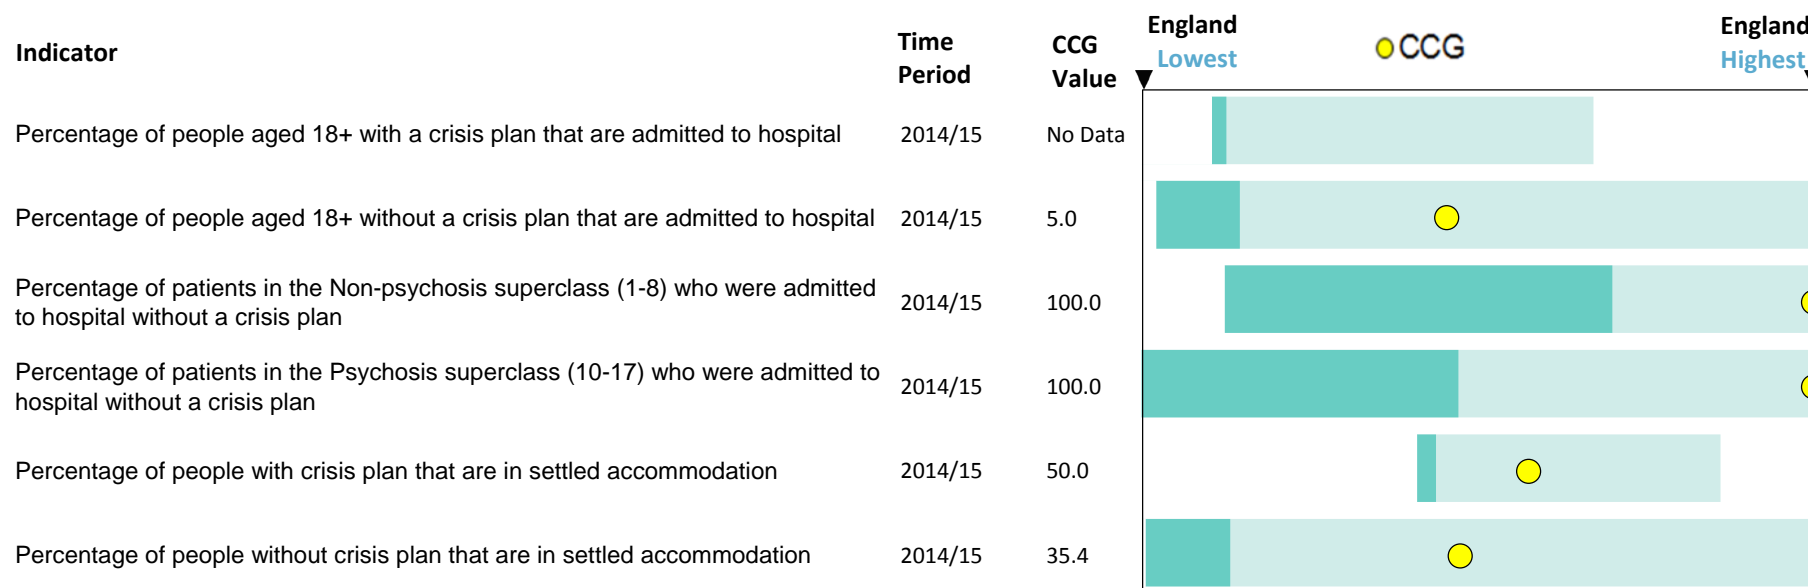 Indicator
Time
Period
CCG
Value
England
Lowest
CCG
England
Highest
Percentage of people aged 18+ with a crisis plan that are admitted to hospital 2014/15 No Data
Percentage of people aged 18+ without a crisis plan that are admitted to hospital 2014/15 5.0
Percentage of patients in the Non-psychosis superclass (1-8) who were admitted
to hospital without a crisis plan
2014/15 100.0
Percentage of patients in the Psychosis superclass (10-17) who were admitted to
hospital without a crisis plan
2014/15 100.0
Percentage of people with crisis plan that are in settled accommodation 2014/15 50.0
Percentage of people without crisis plan that are in settled accommodation 2014/15 35.4